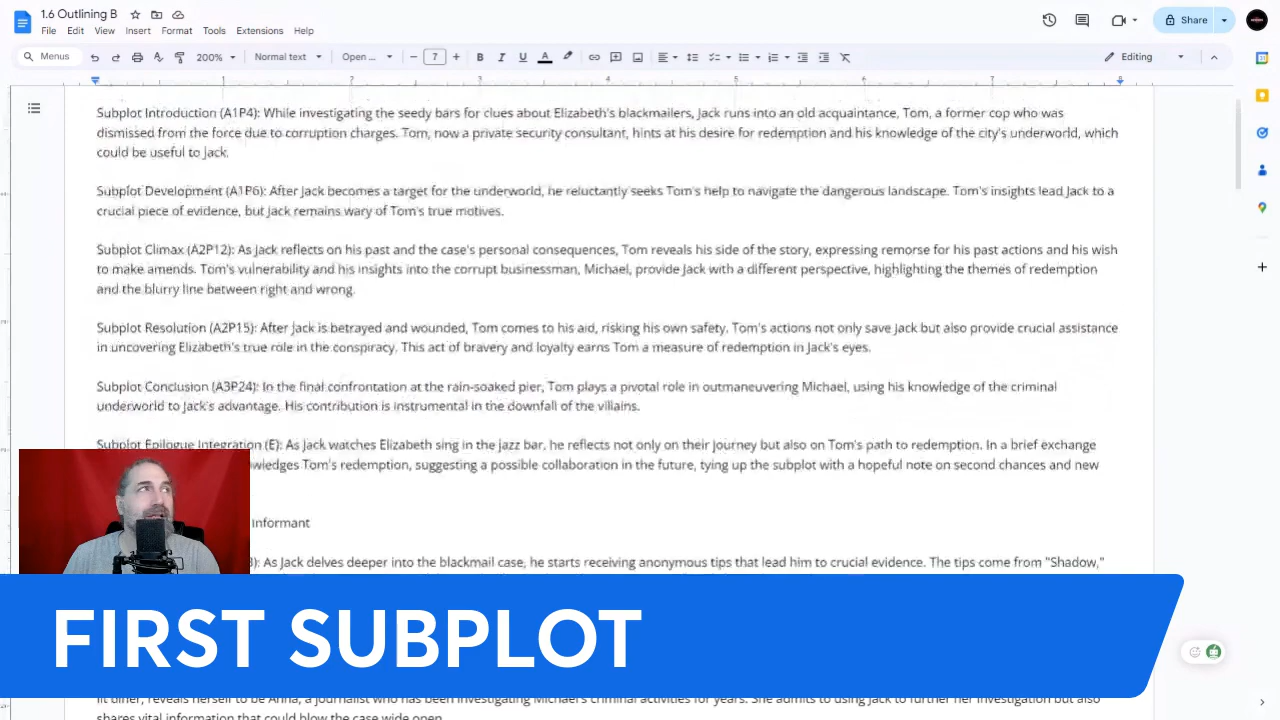 1.6 Outlining B
File Edit View Insert Format Tools Extensions Help
Share
Menus 200% Normal text Open ... 7 B I U A Editing
1 2 3 4 5 6 7
Subplot Introduction (A1P4): While investigating the seedy bars for clues about Elizabeth's blackmailers, Jack runs into an old acquaintance, Tom, a former cop who was
dismissed from the force due to corruption charges. Tom, now a private security consultant, hints at his desire for redemption and his knowledge of the city's underworld, which
could be useful to Jack.
Subplot Development (A1P6): After Jack becomes a target for the underworld, he reluctantly seeks Tom's help to navigate the dangerous landscape. Tom's insights lead Jack to a
crucial piece of evidence, but Jack remains wary of Tom's true motives.
Subplot Climax (A2P12): As Jack reflects on his past and the case's personal consequences, Tom reveals his side of the story, expressing remorse for his past actions and his wish
to make amends. Tom's vulnerability and his insights into the corrupt businessman, Michael, provide Jack with a different perspective, highlighting the themes of redemption
and the blurry line between right and wrong.
Subplot Resolution (A2P15): After Jack is betrayed and wounded, Tom comes to his aid, risking his own safety. Tom's actions not only save Jack but also provide crucial assistance
in uncovering Elizabeth's true role in the conspiracy. This act of bravery and loyalty earns Tom a measure of redemption in Jack's eyes.
Subplot Conclusion (A3P24): In the final confrontation at the rain-soaked pier, Tom plays a pivotal role in outmaneuvering Michael, using his knowledge of the criminal
underworld to Jack's advantage. His contribution is instrumental in the downfall of the villains.
Subplot Epilogue Integration (E): As Jack watches Elizabeth sing in the jazz bar, he reflects not only on their journey but also on Tom's path to redemption. In a brief exchange
Tom's redemption, suggesting a possible collaboration in the future, tying up the subplot with a hopeful note on second chances and new
Informant
As Jack delves deeper into the blackmail case, he starts receiving anonymous tips that lead him to crucial evidence. The tips come from "Shadow,"
FIRST SUBPLOT
lit diner, reveals herself to be Anna, a journalist who has been investigating Michael's criminal activities for years. She admits to using Jack to further her investigation but also
shares vital information that could blow the case wide open.